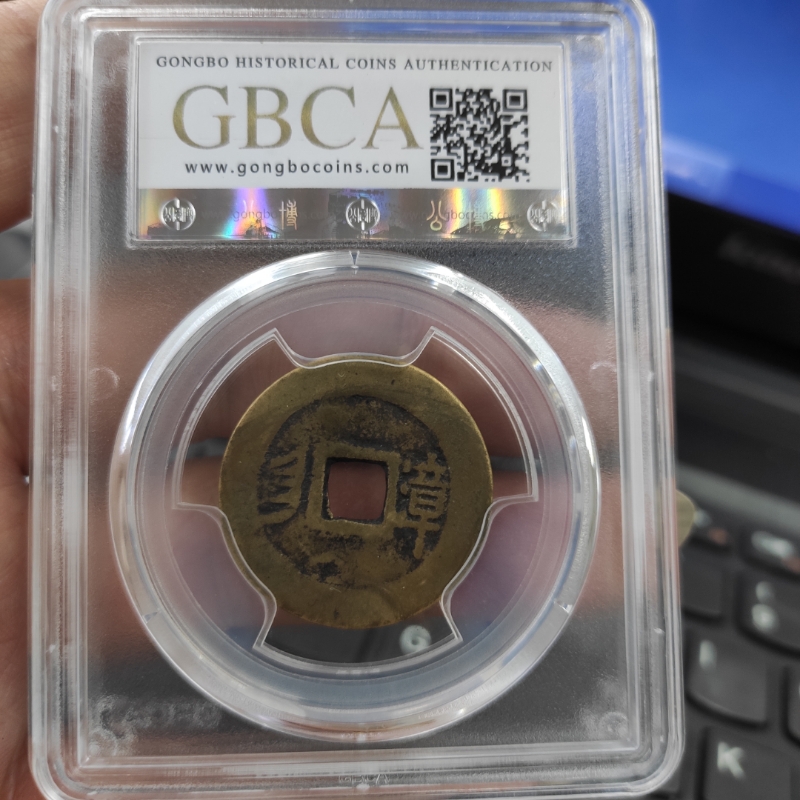 GONGBO HISTORICAL COINS AUTHENTICATION
GBCA
www.gongbocoins.com
漳
K